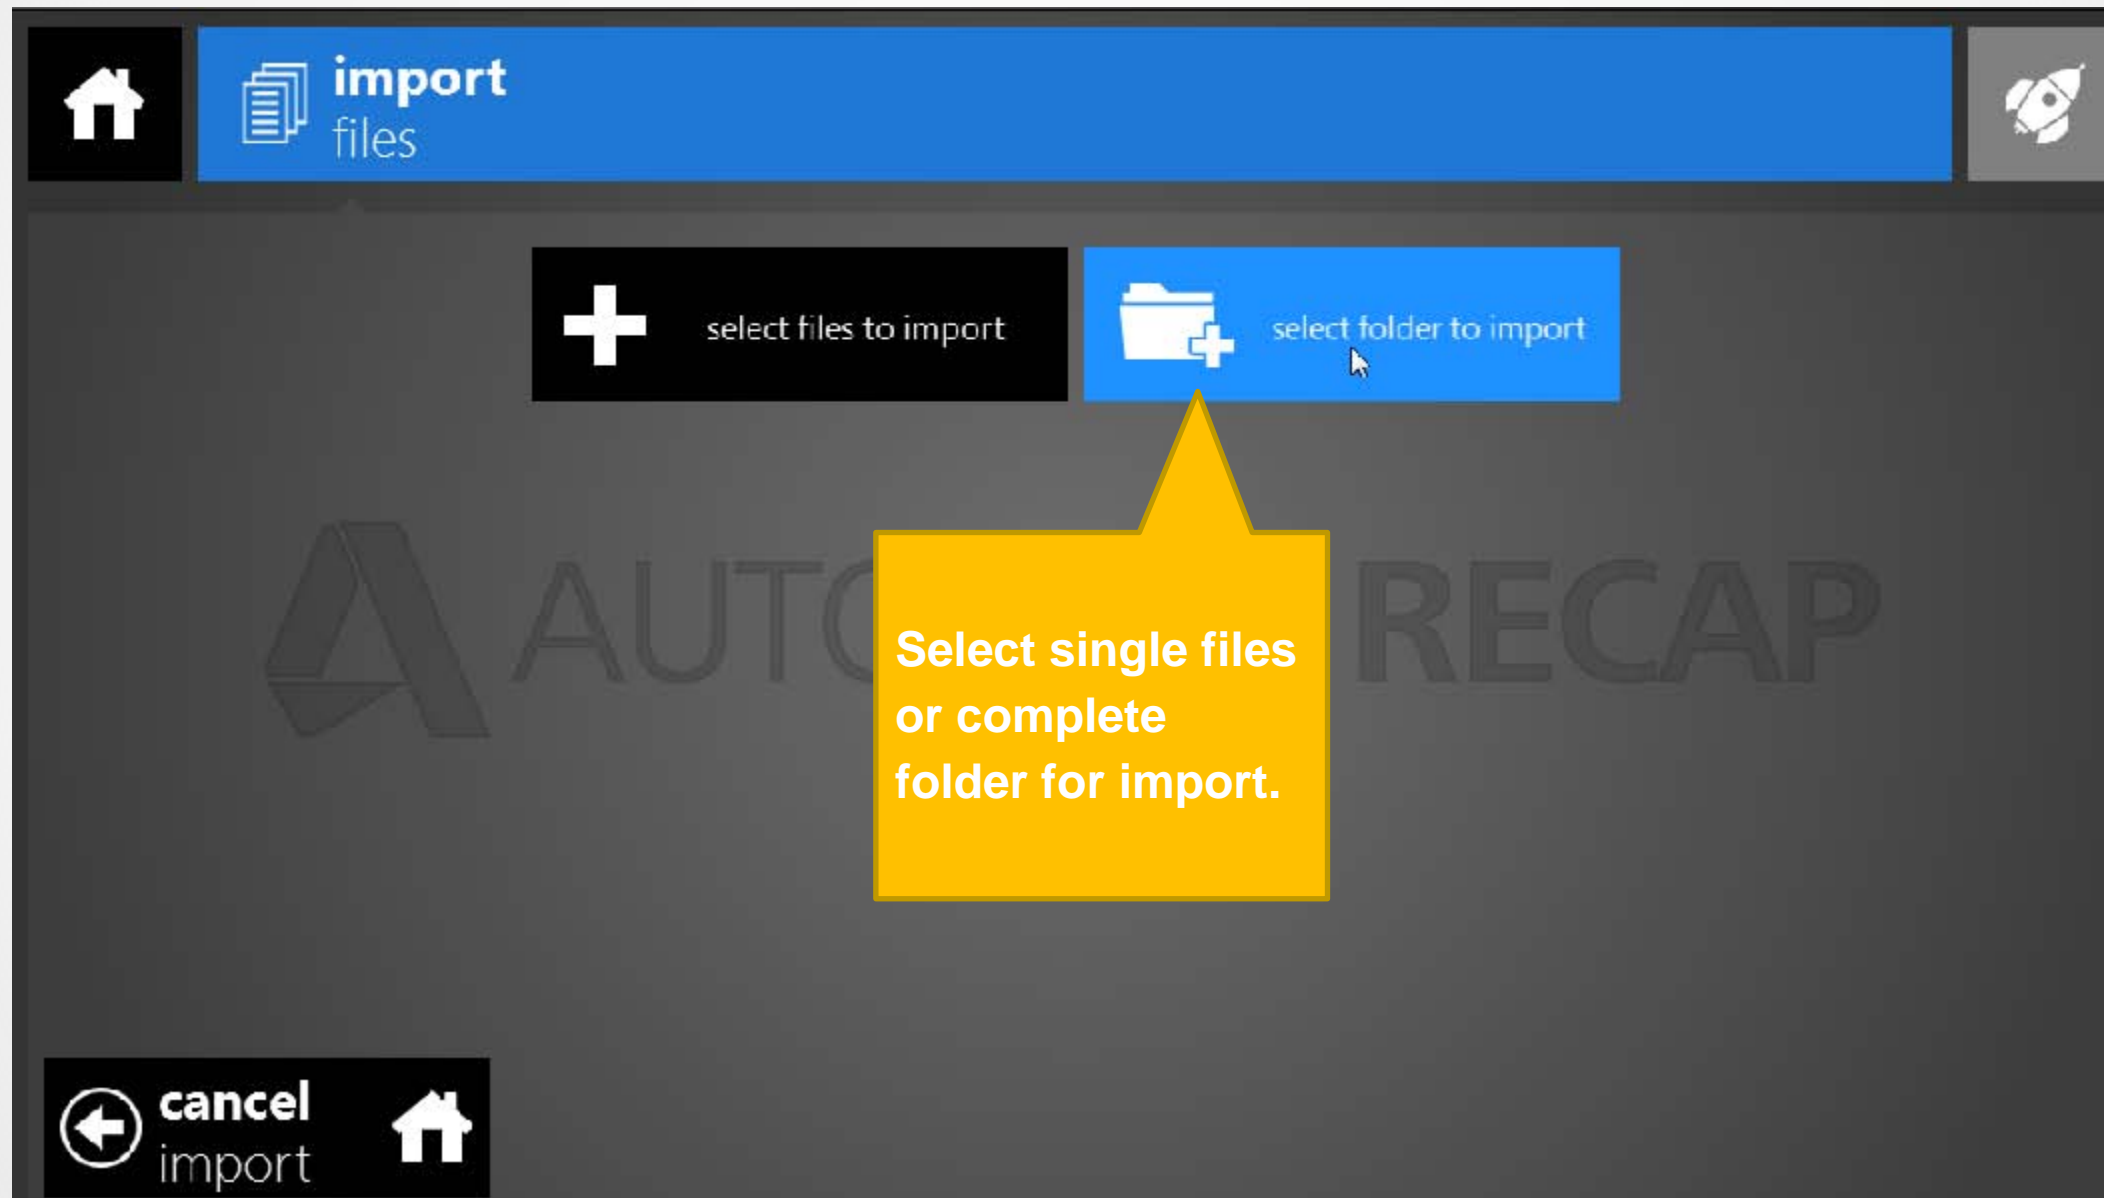 import
files
select files to import
select folder to import
AUTO RECAP
Select single files
or complete
folder for import.
cancel
import